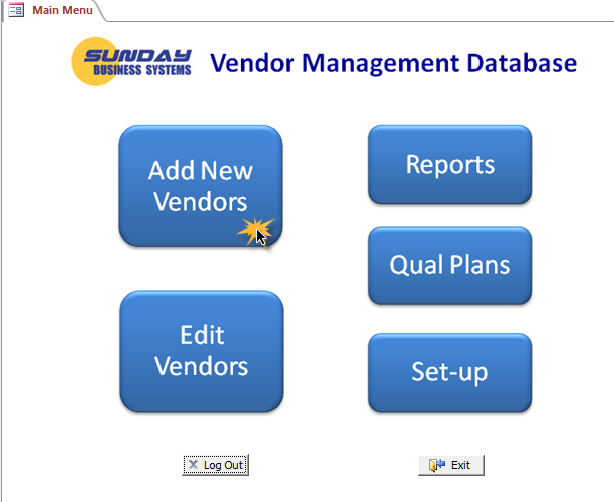 Main Menu
SUNDAY
BUSINESS SYSTEMS
Vendor Management Database
Add New
Vendors
Reports
Qual Plans
Edit
Vendors
Set-up
Log Out
Exit